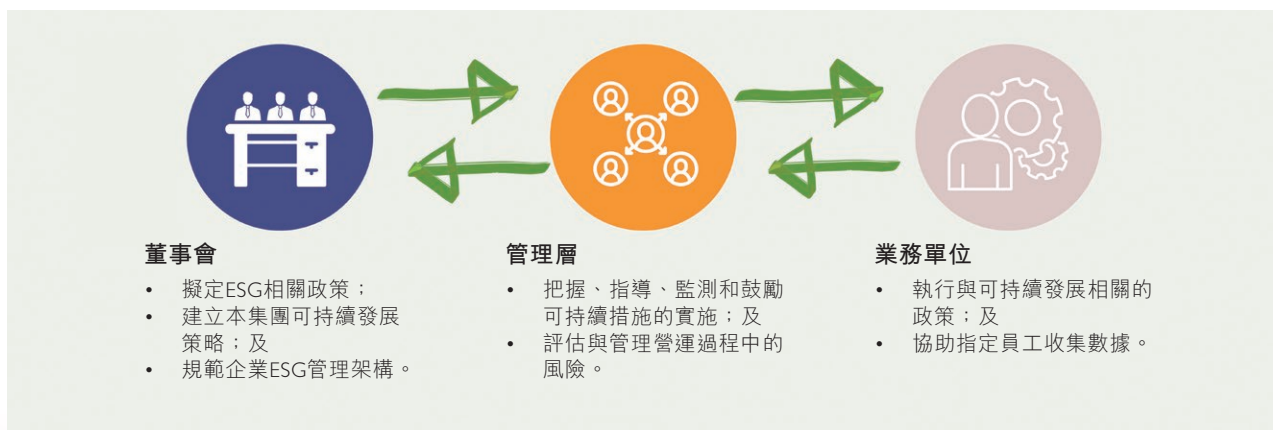 董事會
• 擬定ESG相關政策；
• 建立本集團可持續發展
策略；及
• 規範企業ESG管理架構。
管理層
• 把握、指導、監測和鼓勵
可持續措施的實施；及
• 評估與管理營運過程中的
風險。
業務單位
• 執行與可持續發展相關的
政策；及
• 協助指定員工收集數據。